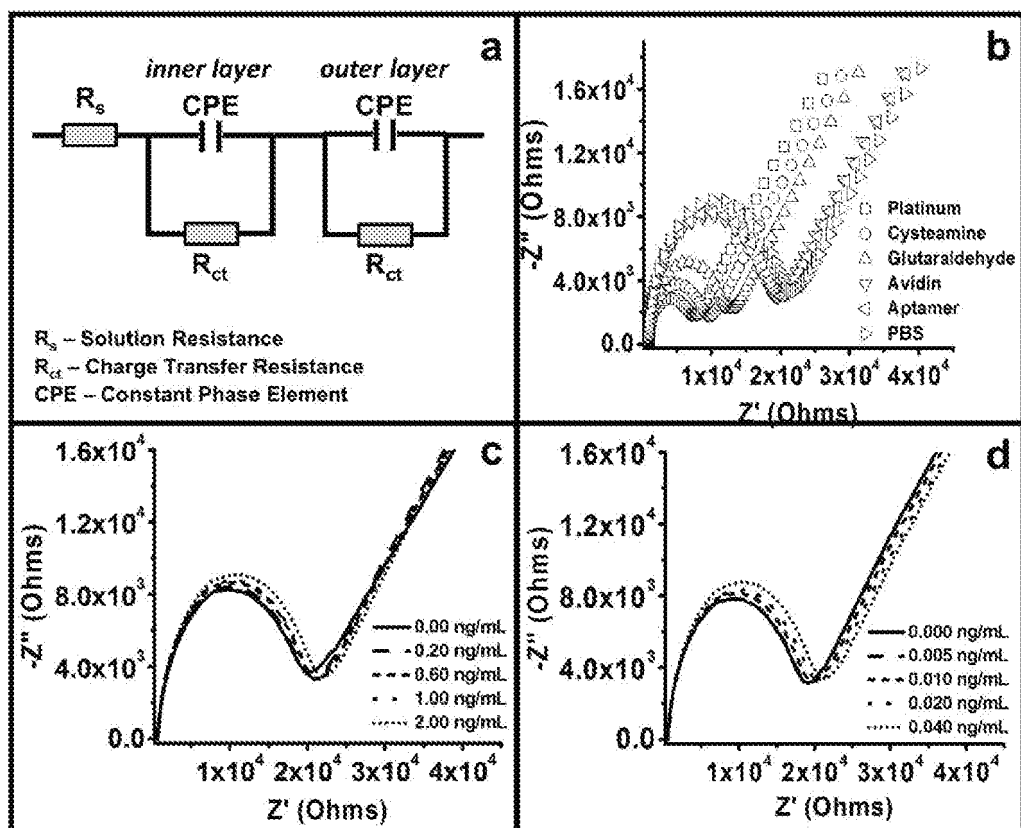 a
inner layer outer layer
Rs CPE CPE
Rct Rct
Rs – Solution Resistance
Rct – Charge Transfer Resistance
CPE – Constant Phase Element
b
-Z" (Ohms)
1.6x10⁴
1.2x10⁴
8.0x10³
4.0x10³
0.0
Platinum
Cysteamine
Glutaraldehyde
Avidin
Aptamer
PBS
1x10⁴ 2x10⁴ 3x10⁴ 4x10⁴
Z' (Ohms)
c
-Z" (Ohms)
1.6x10⁴
1.2x10⁴
8.0x10³
4.0x10³
0.0
0.00 ng/mL
0.20 ng/mL
0.60 ng/mL
1.00 ng/mL
2.00 ng/mL
1x10⁴ 2x10⁴ 3x10⁴ 4x10⁴
Z' (Ohms)
d
-Z" (Ohms)
1.6x10⁴
1.2x10⁴
8.0x10³
4.0x10³
0.0
0.000 ng/mL
0.005 ng/mL
0.010 ng/mL
0.020 ng/mL
0.040 ng/mL
1x10⁴ 2x10⁴ 3x10⁴ 4x10⁴
Z' (Ohms)